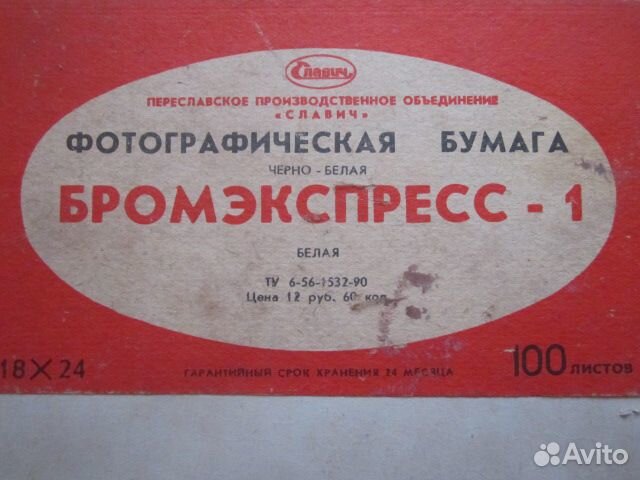 Славич
ПЕРЕСЛАВСКОЕ ПРОИЗВОДСТВЕННОЕ ОБЪЕДИНЕНИЕ
«СЛАВИЧ»
ФОТОГРАФИЧЕСКАЯ БУМАГА
ЧЕРНО - БЕЛАЯ
БРОМЭКСПРЕСС - 1
БЕЛАЯ
ТУ 6-56-1532-90
Цена 12 руб. 60 коп.
18 X 24
ГАРАНТИЙНЫЙ СРОК ХРАНЕНИЯ 24 МЕСЯЦА
100 ЛИСТОВ
Avito